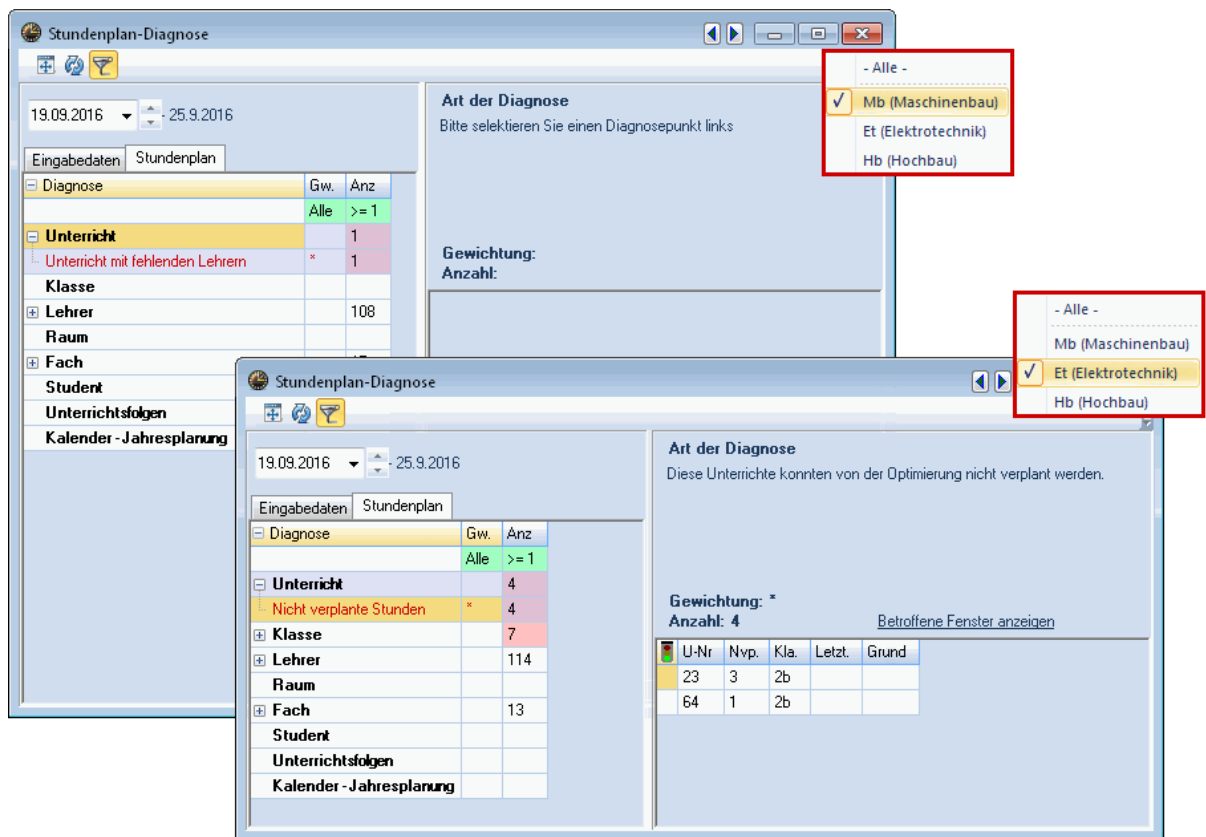 Stundenplan-Diagnose
- Alle -
Mb (Maschinenbau)
Et (Elektrotechnik)
Hb (Hochbau)
19.09.2016 - 25.9.2016
Eingabedaten Stundenplan
Art der Diagnose
Bitte selektieren Sie einen Diagnosepunkt links
Gewichtung:
Anzahl:
Diagnose Gw. Anz
Alle >= 1
Unterricht 1
Unterricht mit fehlenden Lehrern * 1
Klasse
Lehrer 108
Raum
Fach
Student
Unterrichtsfolgen
Kalender-Jahresplanung
- Alle -
Mb (Maschinenbau)
Et (Elektrotechnik)
Hb (Hochbau)
Stundenplan-Diagnose
19.09.2016 - 25.9.2016
Eingabedaten Stundenplan
Art der Diagnose
Diese Unterrichte konnten von der Optimierung nicht verplant werden.
Gewichtung: *
Anzahl: 4 Betroffene Fenster anzeigen
Diagnose Gw. Anz
Alle >= 1
Unterricht 4
Nicht verplante Stunden * 4
Klasse 7
Lehrer 114
Raum
Fach 13
Student
Unterrichtsfolgen
Kalender-Jahresplanung
U-Nr Nvp. Kla. Letzt. Grund
23 3 2b
64 1 2b